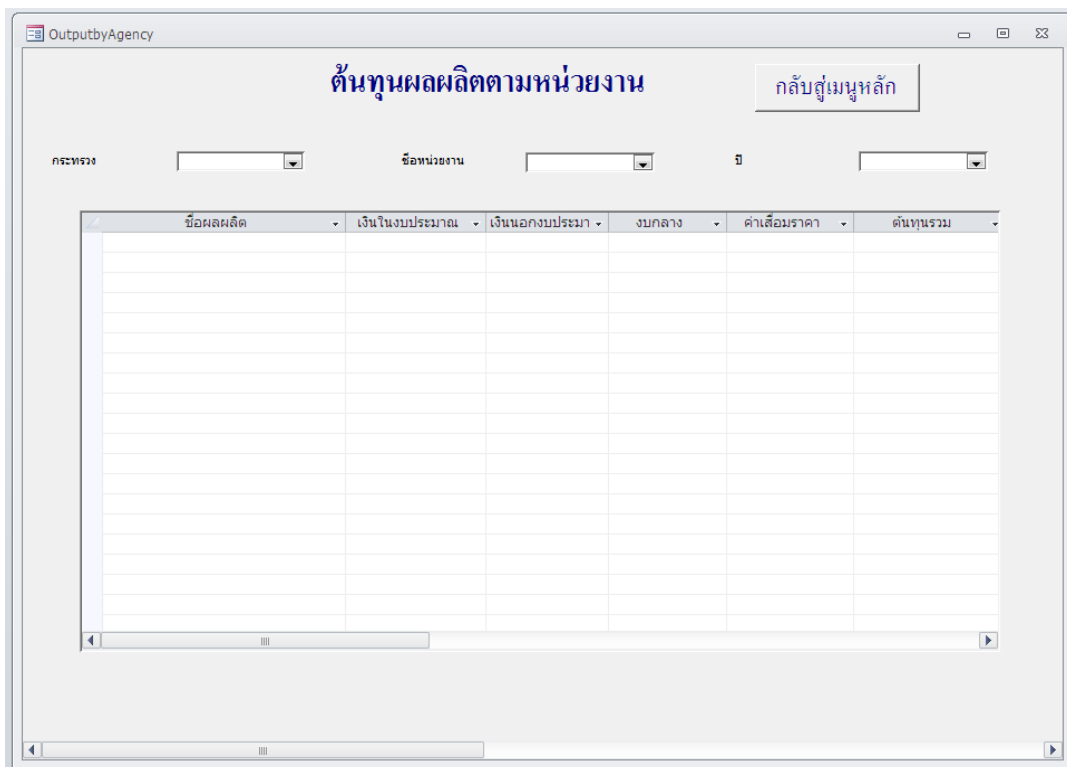 OutputbyAgency
ต้นทุนผลผลิตตามหน่วยงาน
กลับสู่เมนูหลัก
กระทรวง
ชื่อหน่วยงาน
ปี
ชื่อผลผลิต เงินในงบประมาณ เงินนอกงบประมา งบกลาง ค่าเสื่อมราคา ต้นทุนรวม